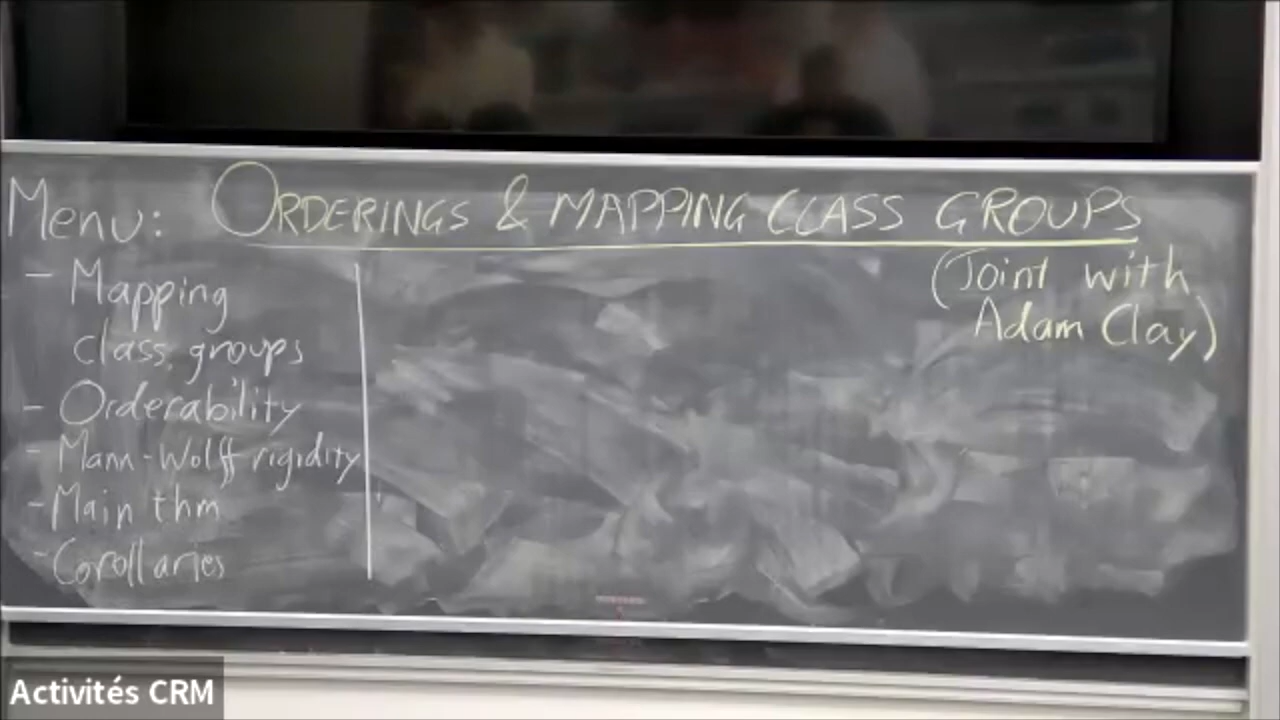 Menu:
ORDERINGS & MAPPING CLASS GROUPS
(Joint with
Adam Clay)
- Mapping
class groups
- Orderability
- Mann-Wolff rigidity
- Main thm
- Corollaries
Activités CRM